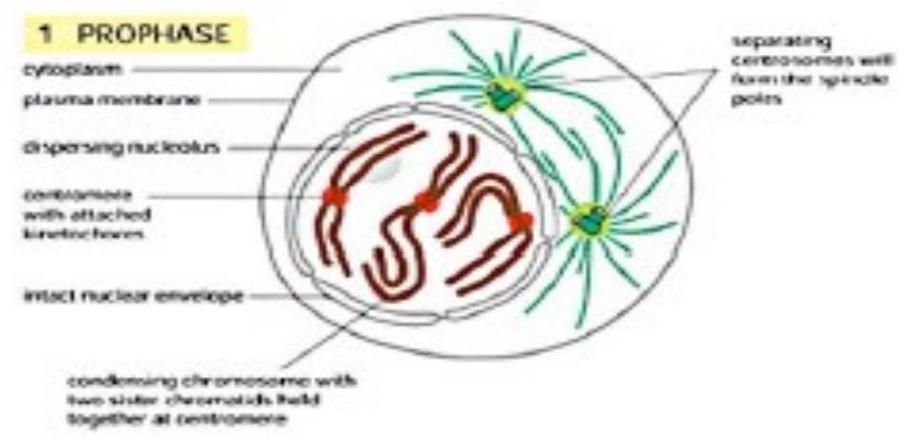 1 PROPHASE
cytoplasm
plasma membrane
dispersing nucleolus
centromere
with attached
kinetochores
intact nuclear envelope
condensing chromosome with
two sister chromatids held
together at centromere
separating
centrosomes will
form the spindle
poles